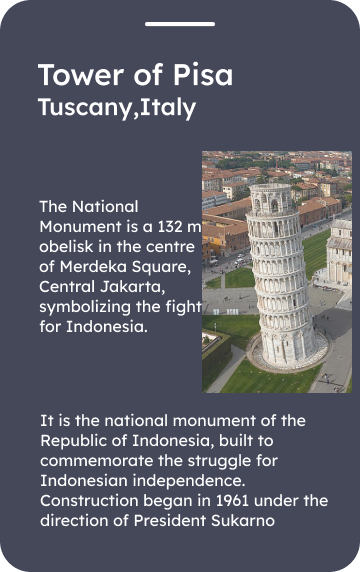 Tower of Pisa
Tuscany,Italy
The National
Monument is a 132 m
obelisk in the centre
of Merdeka Square,
Central Jakarta,
symbolizing the fight
for Indonesia.
It is the national monument of the
Republic of Indonesia, built to
commemorate the struggle for
Indonesian independence.
Construction began in 1961 under the
direction of President Sukarno